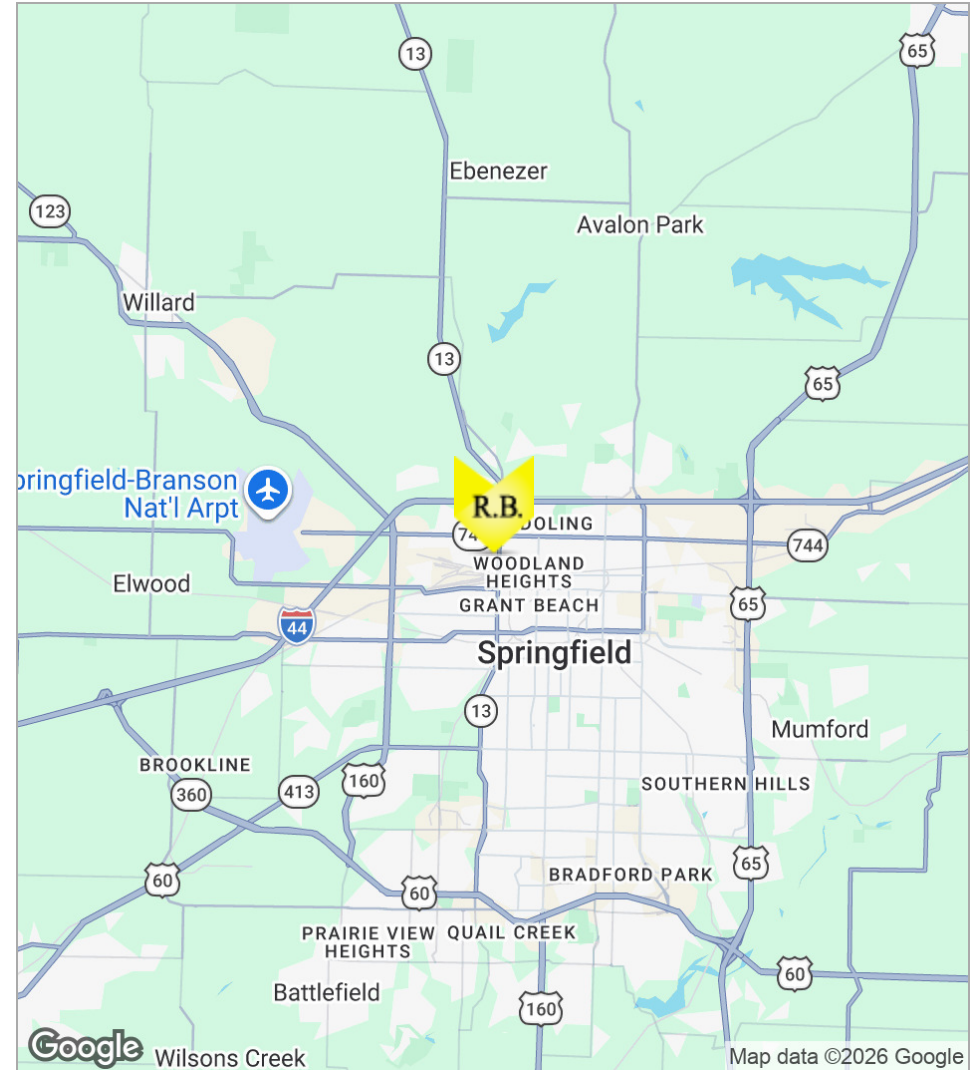 13
65
Ebenezer
123
Avalon Park
Willard
13
65
pringfield-Branson
Nat'l Arpt
R.B.
DOLING
74
744
WOODLAND
HEIGHTS
Elwood
GRANT BEACH
65
44
Springfield
13
Mumford
BROOKLINE
160
SOUTHERN HILLS
360
413
65
60
BRADFORD PARK
60
PRAIRIE VIEW
HEIGHTS
QUAIL CREEK
60
Battlefield
160
Google
Wilsons Creek
Map data ©2026 Google